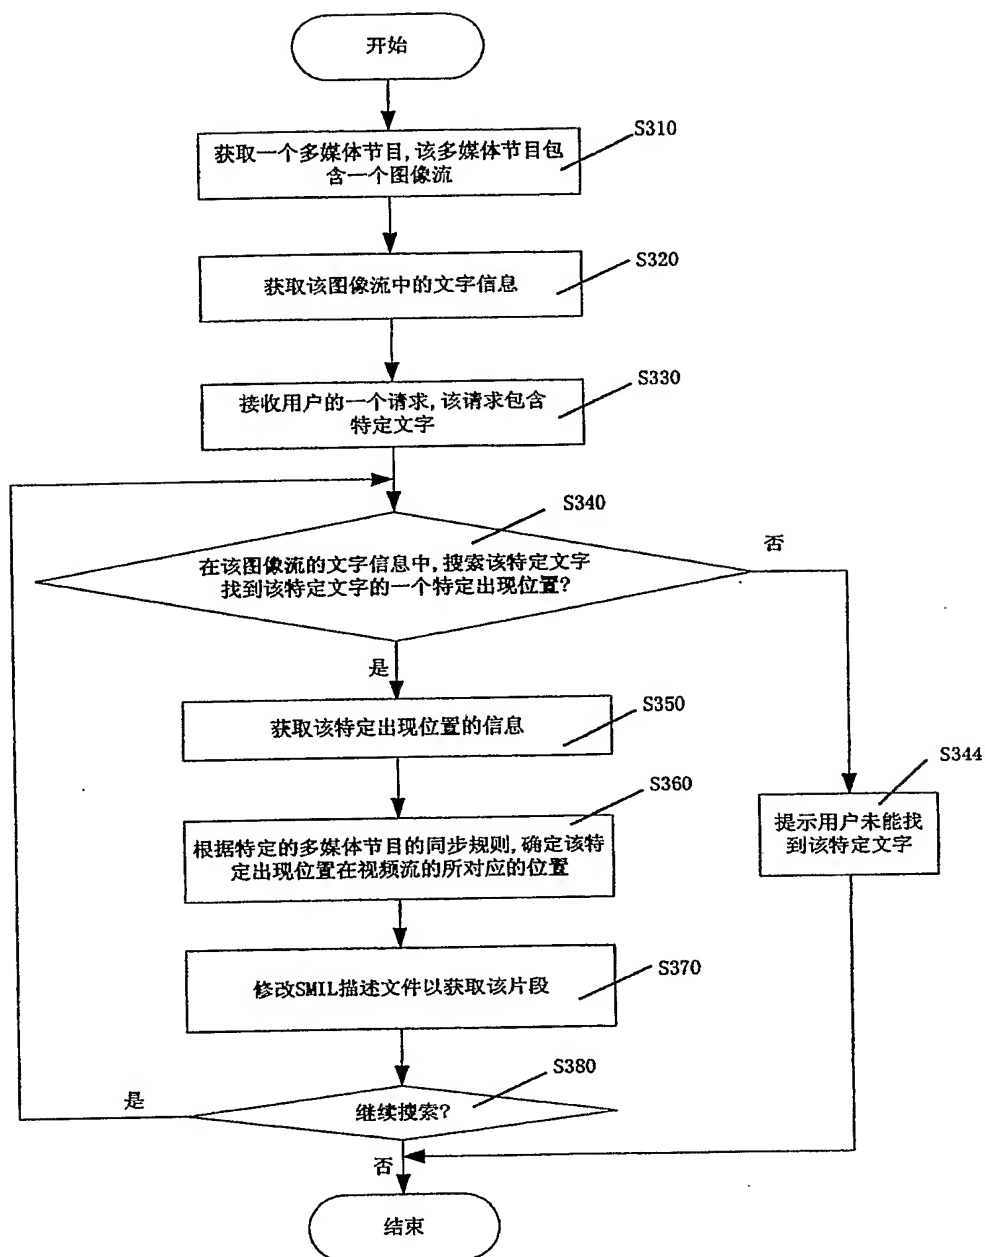 开始
S310
获取一个多媒体节目,该多媒体节目包
含一个图像流
S320
获取该图像流中的文字信息
S330
接收用户的一个请求,该请求包含
特定文字
S340
否
在该图像流的文字信息中,搜索该特定文字
找到该特定文字的一个特定出现位置?
是
S350
获取该特定出现位置的信息
S344
提示用户未能找
到该特定文字
S360
根据特定的多媒体节目的同步规则,确定该特
定出现位置在视频流的所对应的位置
S370
修改SMIL描述文件以获取该片段
S380
是
继续搜索?
否
结束